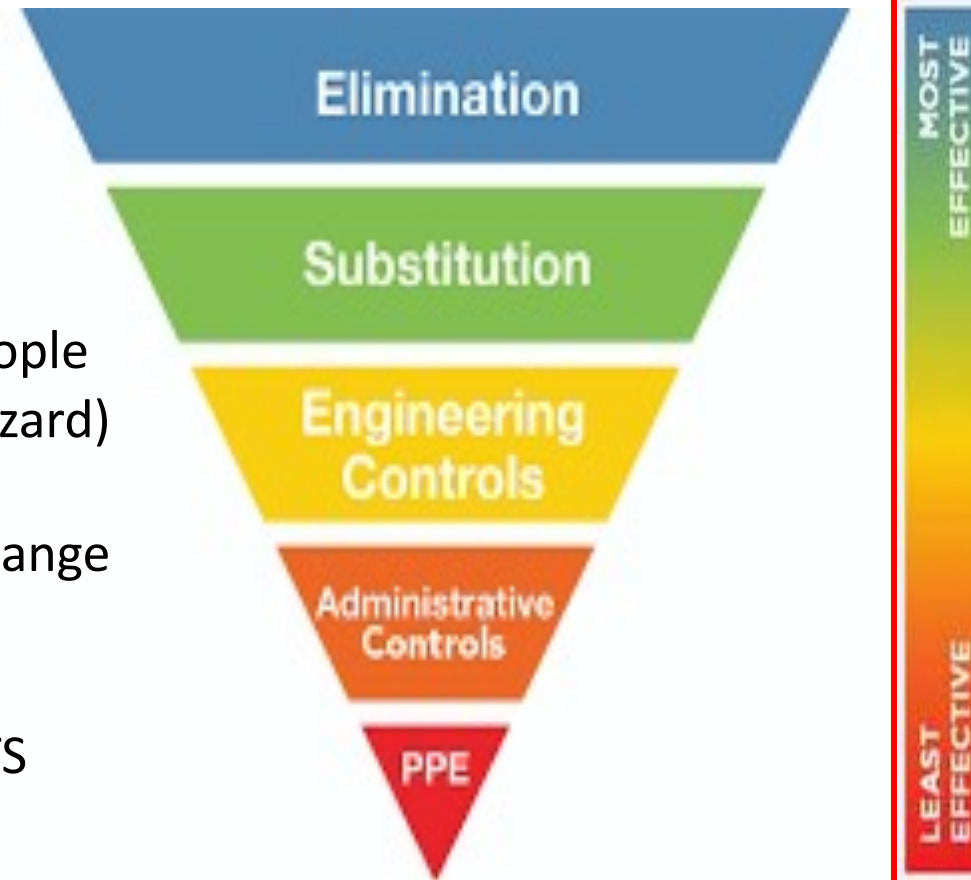 Elimination
Substitution
ople
zard)
Engineering
Controls
ange
Administrative
Controls
S
PPE
MOST
EFFECTIVE
LEAST
EFFECTIVE